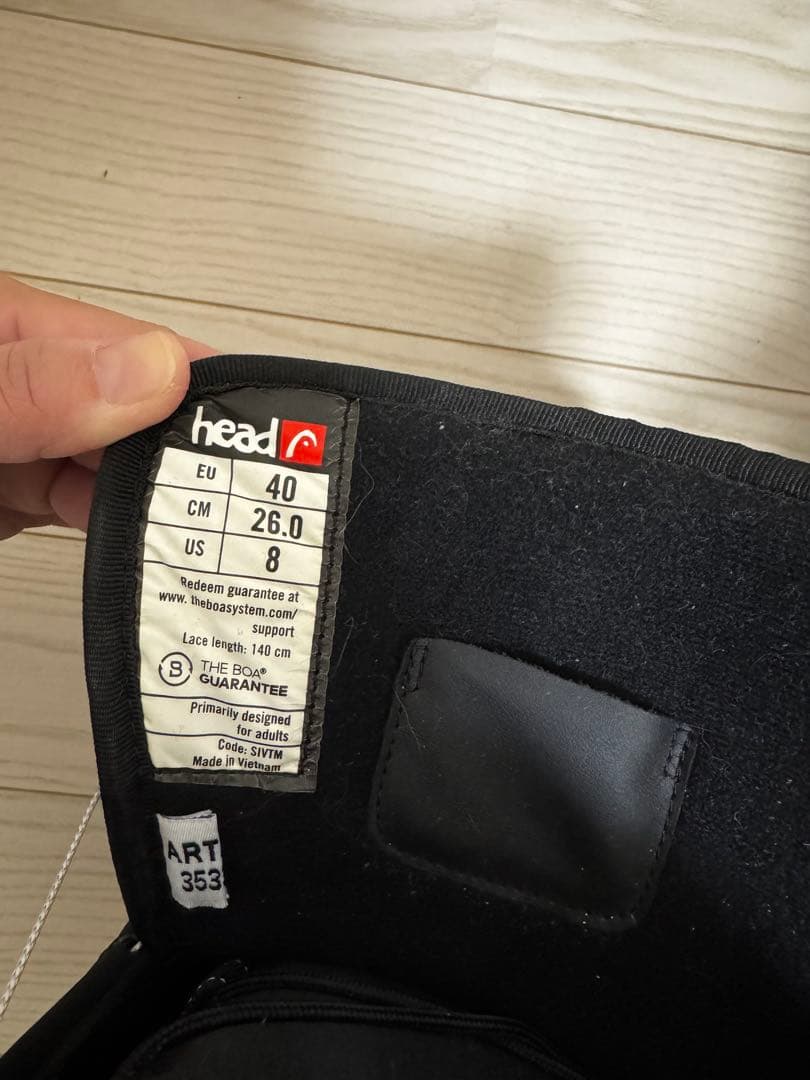 head
EU 40
CM 26.0
US 8
Redeem guarantee at
www. theboasystem.com/
support
Lace length: 140 cm
B THE BOA®
GUARANTEE
Primarily designed
for adults
Code: SIVTM
Made in Vietnam
ART
353